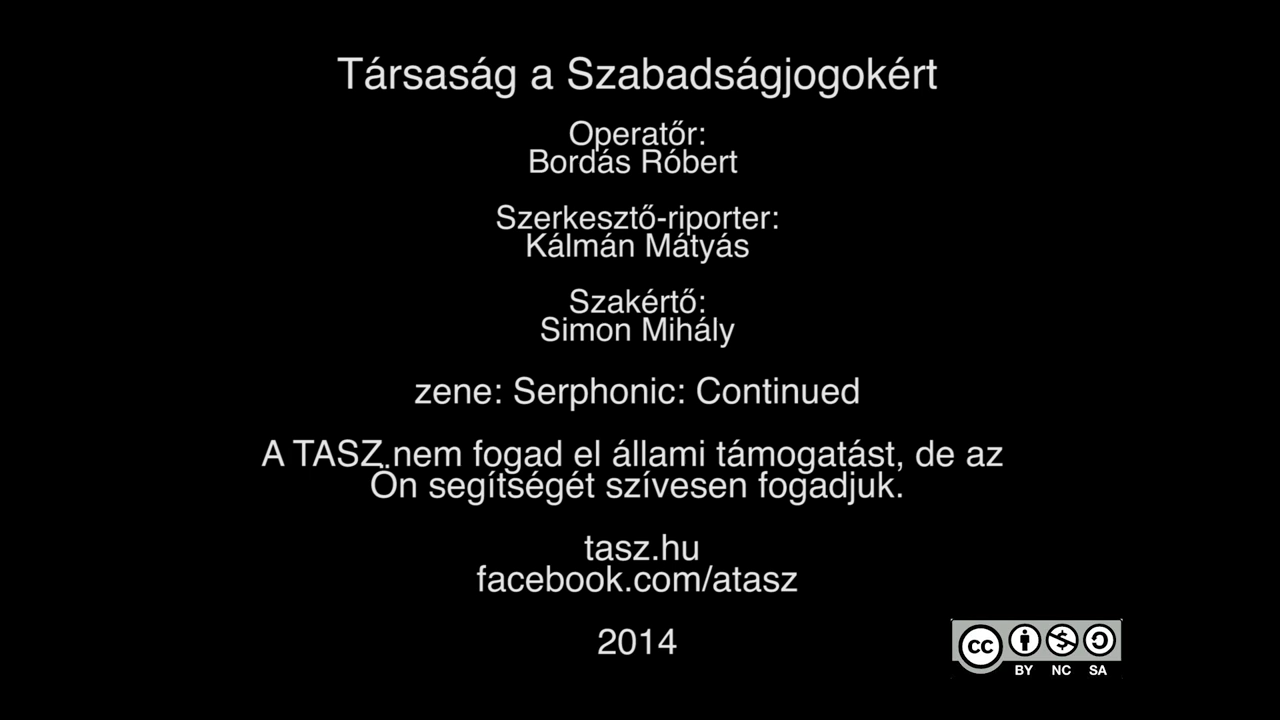 Társaság a Szabadságjogokért
Operatőr:
Bordás Róbert
Szerkesztő-riporter:
Kálmán Mátyás
Szakértő:
Simon Mihály
zene: Serphonic: Continued
A TASZ nem fogad el állami támogatást, de az
Ön segítségét szívesen fogadjuk.
tasz.hu
facebook.com/atasz
2014
cc
BY NC SA